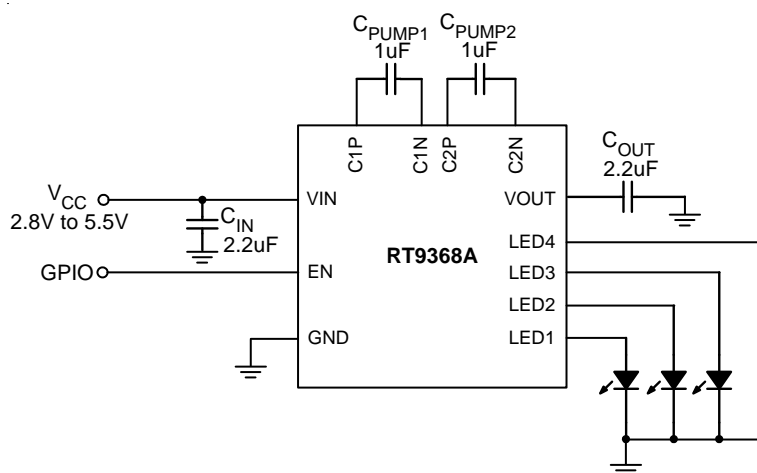 CPUMP1
1uF
CPUMP2
1uF
C1P
C1N
C2P
C2N
COUT
2.2uF
VCC
2.8V to 5.5V
VIN
VOUT
CIN
2.2uF
LED4
RT9368A
GPIO
EN
LED3
LED2
GND
LED1